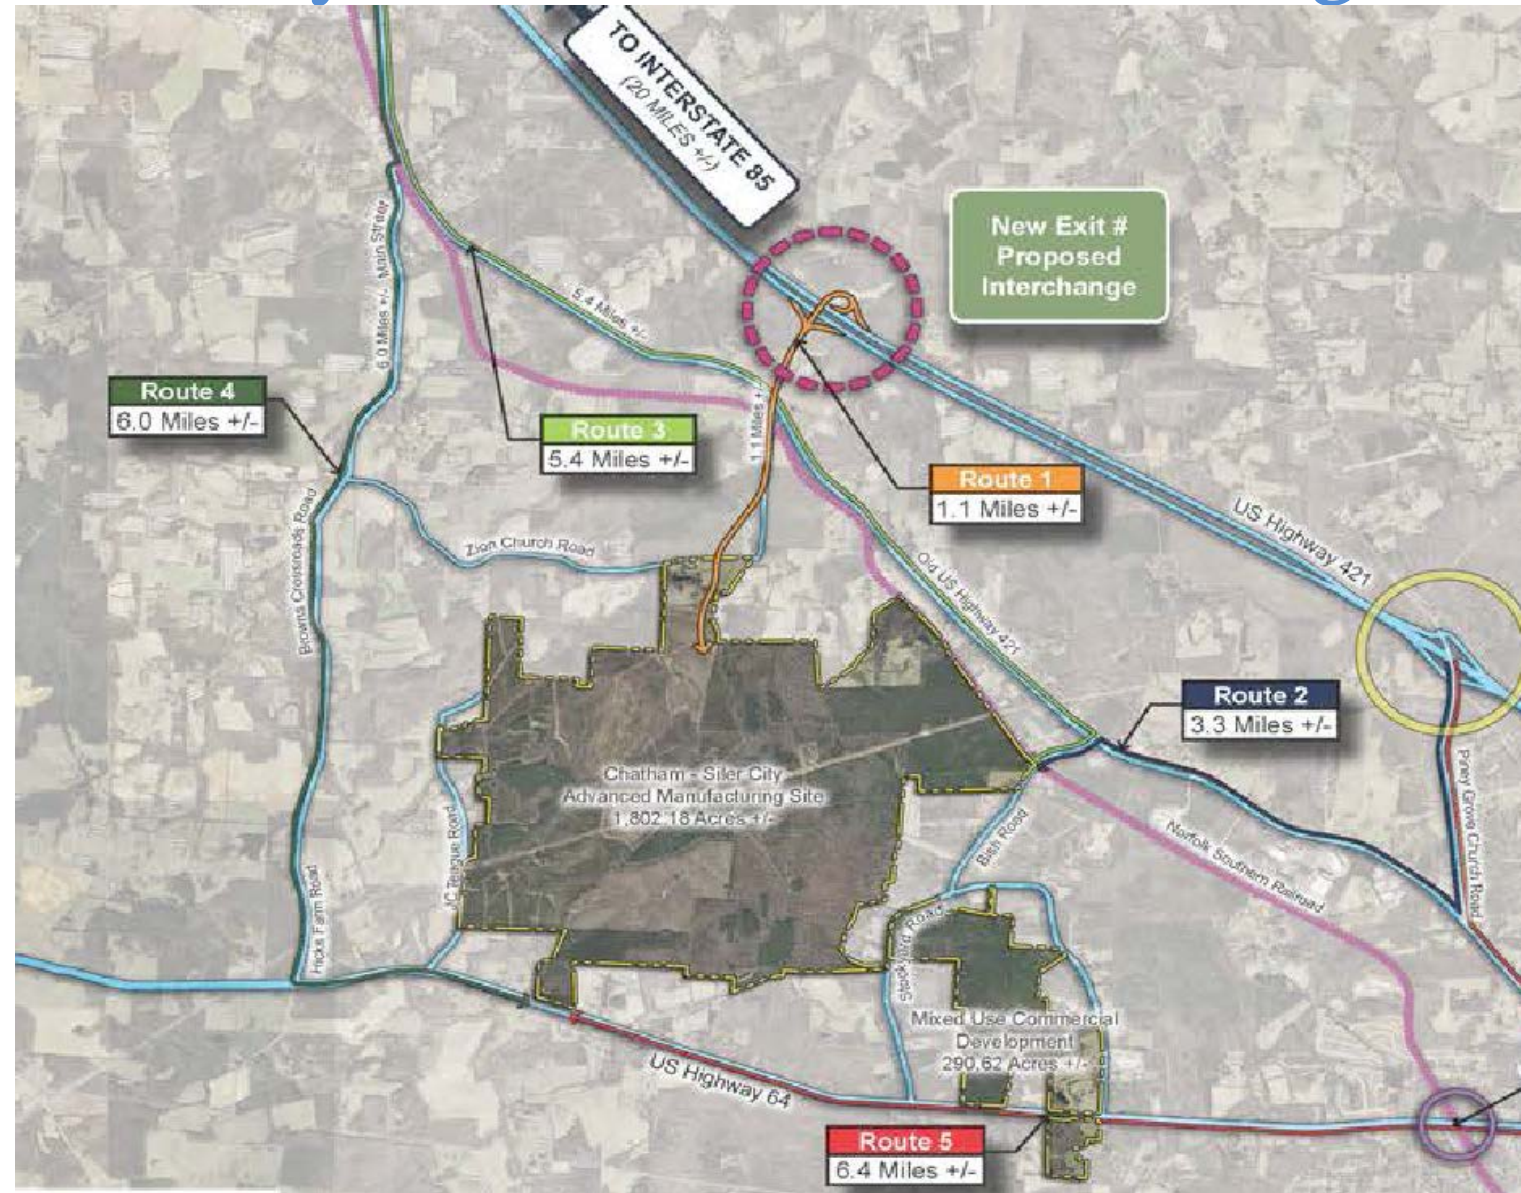 TO INTERSTATE 85
(20 MILES +/-)
New Exit #
Proposed
Interchange
6.0 Miles +/- Main Street
5.4 Miles +/-
Route 4
6.0 Miles +/-
Route 3
5.4 Miles +/-
1.1 Miles +
Route 1
1.1 Miles +/-
US Highway 421
Browns Crossroads Road
Zion Church Road
Old US Highway 421
Route 2
3.3 Miles +/-
Chatham - Siler City
Advanced Manufacturing Site
1,802.18 Acres +/-
Piney Grove Church Road
JC Teague Road
Bish Road
Norfolk Southern Railroad
Hicks Farm Road
Stockyard Road
Mixed Use Commercial
Development
290.62 Acres +/-
US Highway 64
Route 5
6.4 Miles +/-